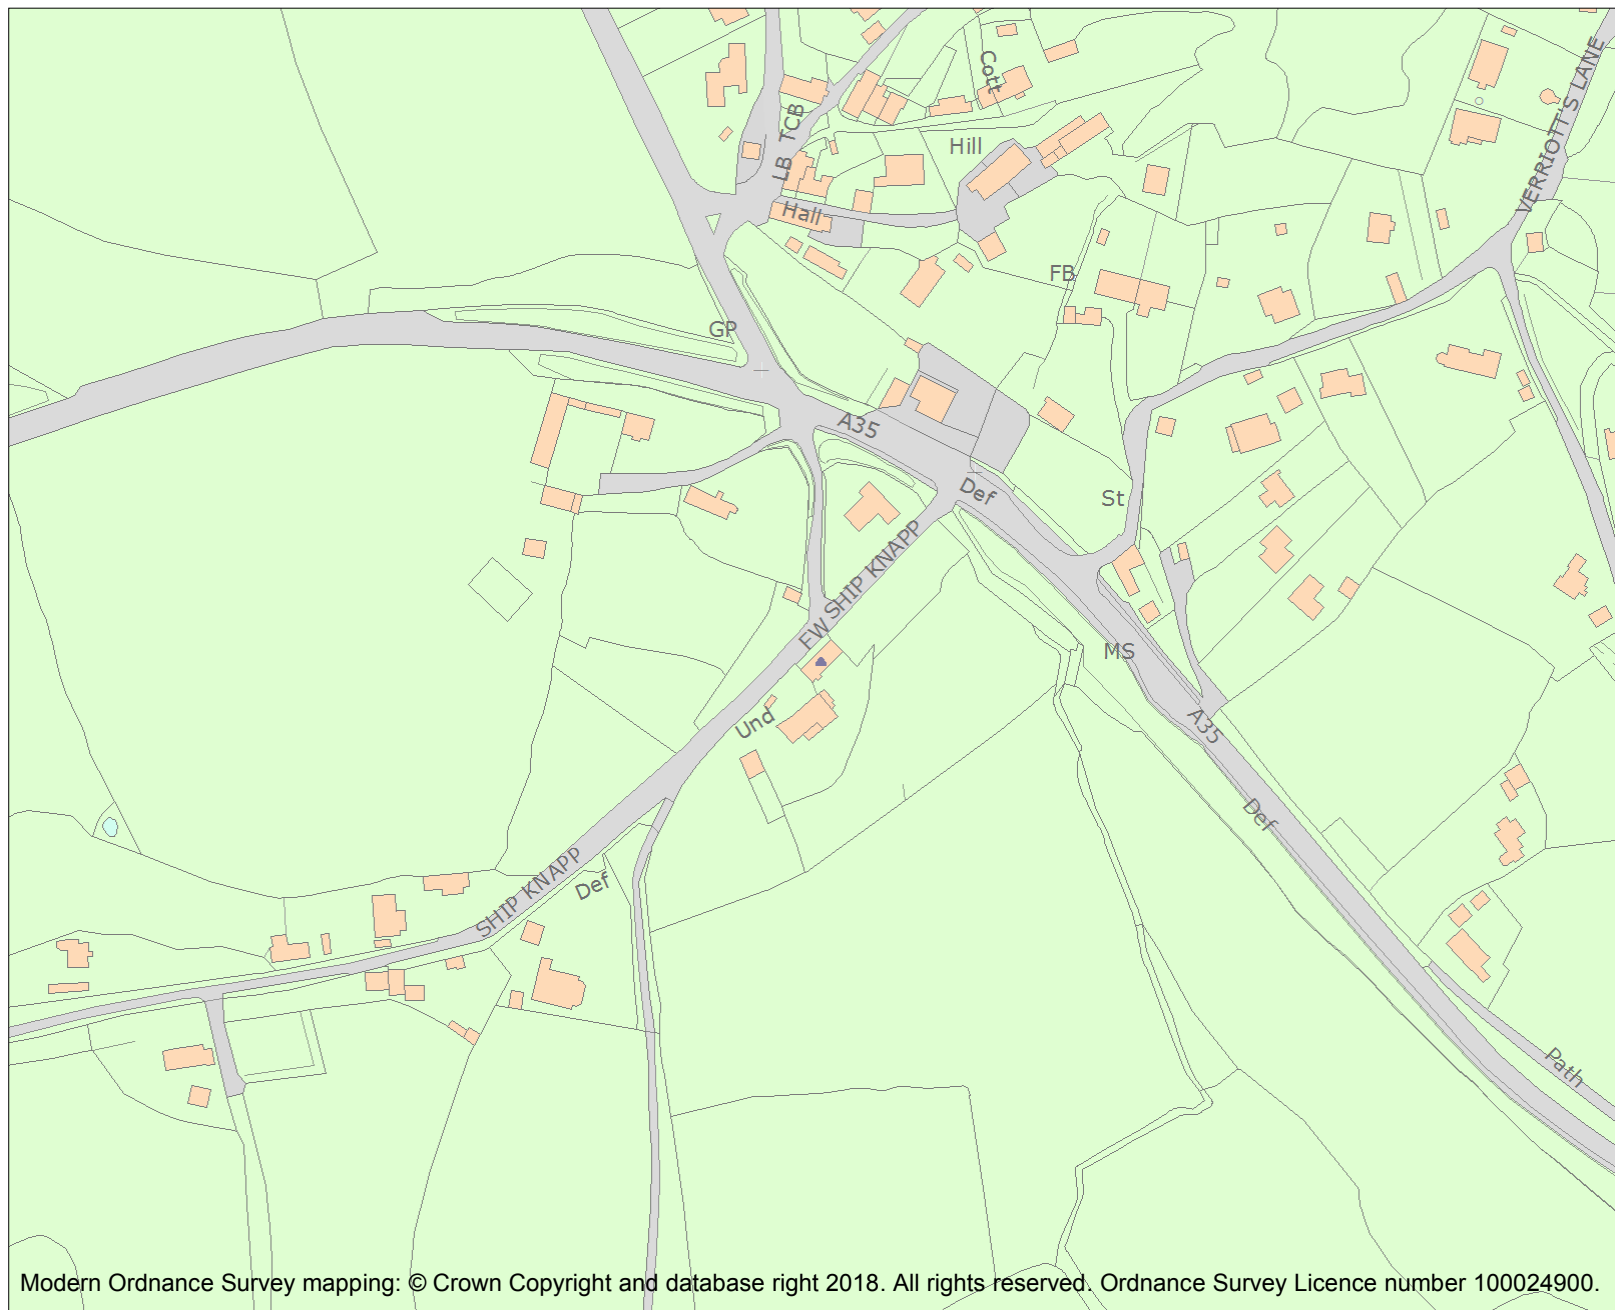 Cott
VERRIOTT'S LANE
TCB
LB
Hill
Hall
FB
GP
A35
Def
St
SHIP KNAPP
FW
MS
Und
A35
Def
SHIP KNAPP
Def
Path
Modern Ordnance Survey mapping: © Crown Copyright and database right 2018. All rights reserved. Ordnance Survey Licence number 100024900.